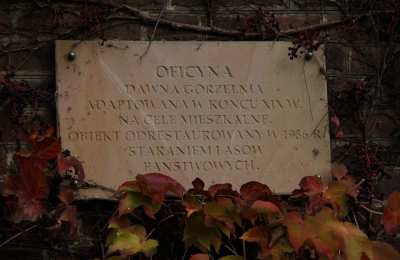 OFICYNA
DAWNA GORZELNIA
ADAPTOWANA W KOŃCU XIX W.
NA CELE MIESZKALNE.
OBIEKT ODRESTAUROWANY W 1986 R.
STARANIEM LASÓW
PAŃSTWOWYCH.